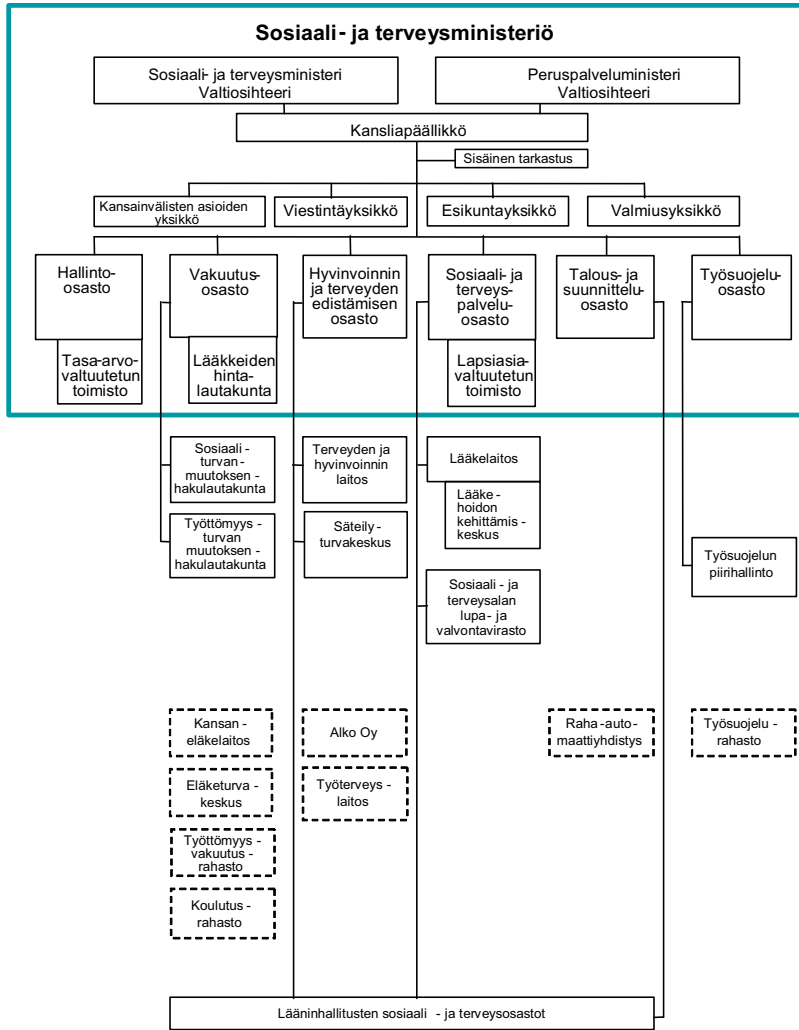 Sosiaali- ja terveysministeriö
Sosiaali- ja terveysministeri
Valtiosihteeri
Peruspalveluministeri
Valtiosihteeri
Kansliapäällikkö
Sisäinen tarkastus
Kansainvälisten asioiden
yksikkö
Viestintäyksikkö
Esikuntayksikkö
Valmiusyksikkö
Hallinto-
osasto
Vakuutus-
osasto
Hyvinvoinnin
ja terveyden
edistämisen
osasto
Sosiaali- ja
terveys-
palvelu-
osasto
Talous- ja
suunnittelu-
osasto
Työsuojelu-
osasto
Tasa-arvo-
valtuutetun
toimisto
Lääkkeiden
hinta-
lautakunta
Lapsiasia-
valtuutetun
toimisto
Sosiaali -
turvan-
muutoksen -
hakulautakunta
Terveyden ja
hyvinvoinnin
laitos
Lääkelaitos
Lääke -
hoidon
kehittämis -
keskus
Työttömyys -
turvan
muutoksen -
hakulautakunta
Säteily -
turvakeskus
Työsuojelun
piirihallinto
Sosiaali - ja
terveysalan
lupa- ja
valvontavirasto
Kansan -
eläkelaitos
Alko Oy
Raha -auto -
maattiyhdistys
Työsuojelu -
rahasto
Eläketurva -
keskus
Työterveys -
laitos
Työttömyys -
vakuutus -
rahasto
Koulutus -
rahasto
Lääninhallitusten sosiaali - ja terveysosastot